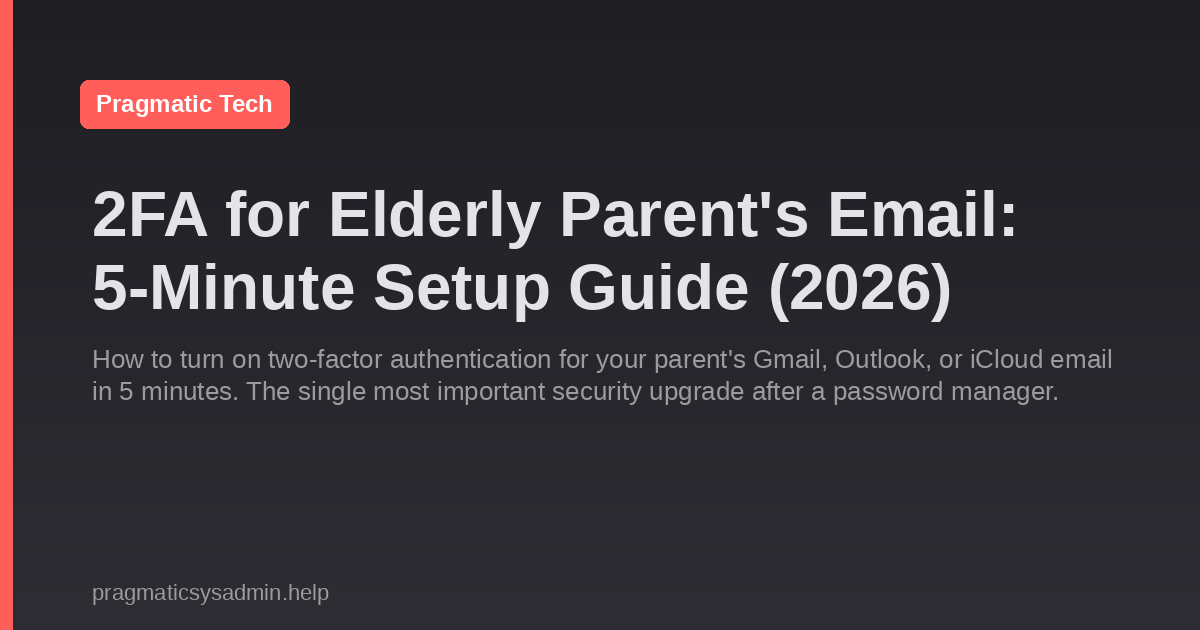 Pragmatic Tech
2FA for Elderly Parent's Email:
5-Minute Setup Guide (2026)
How to turn on two-factor authentication for your parent's Gmail, Outlook, or iCloud email
in 5 minutes. The single most important security upgrade after a password manager.
pragmaticsysadmin.help